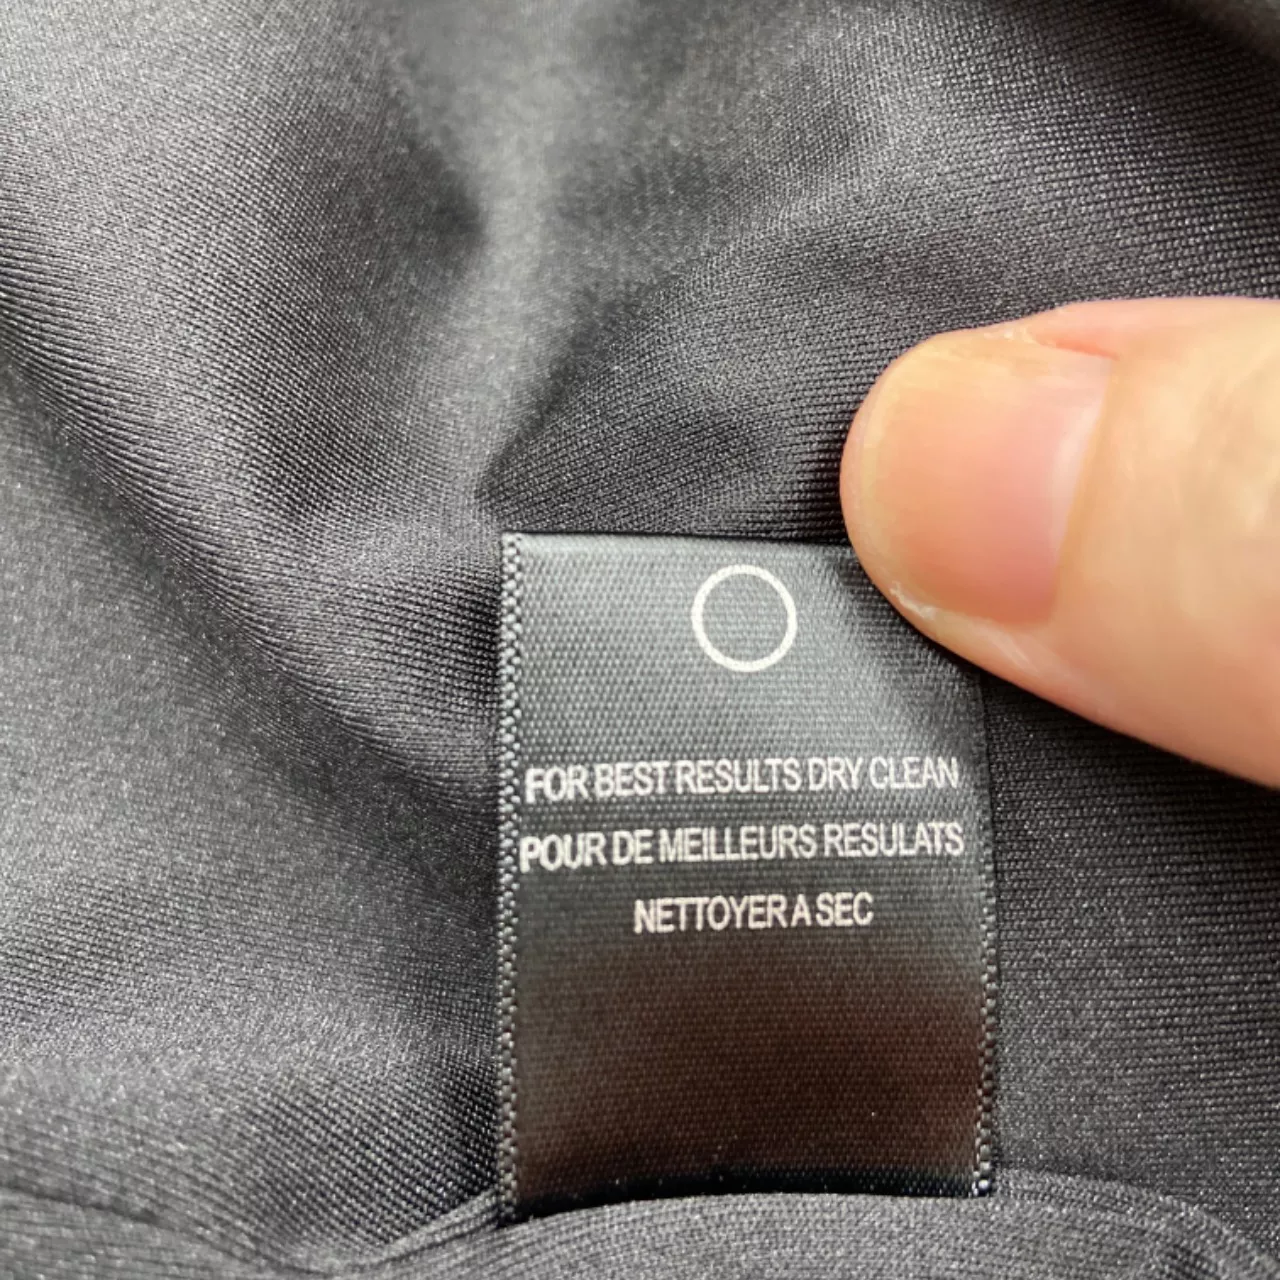 FOR BEST RESULTS DRY CLEAN
POUR DE MEILLEURS RESULATS
NETTOYER A SEC